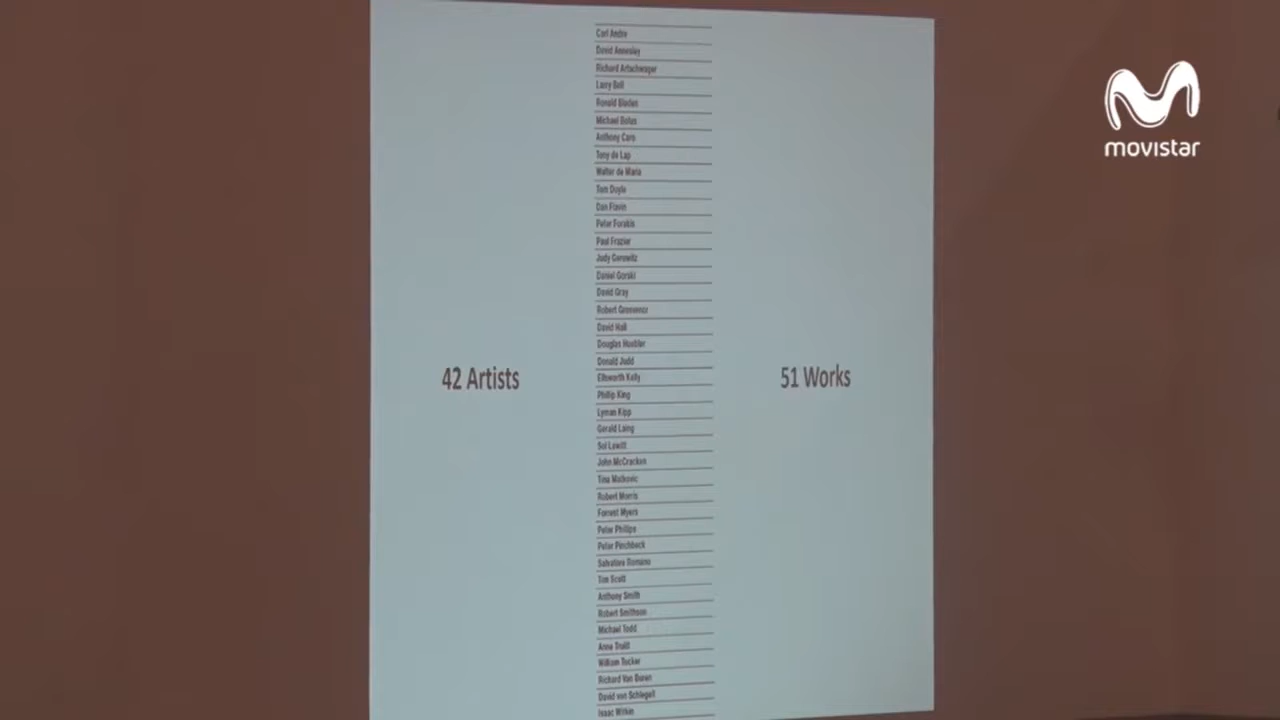 Carl Andre
David Annesley
Richard Artschwager
Larry Bell
Ronald Bladen
Michael Bolus
Anthony Caro
Tony de Lap
Walter de Maria
Tom Doyle
Dan Flavin
Peter Forakis
Paul Frazier
Judy Gerowitz
Daniel Gorski
David Gray
Robert Grosvenor
David Hall
Douglas Huebler
Donald Judd
Ellsworth Kelly
Phillip King
Lyman Kipp
Gerald Laing
Sol Lewitt
John McCracken
Tina Matkovic
Robert Morris
Forrest Myers
Peter Phillips
Peter Pinchbeck
Salvatore Romano
Tim Scott
Anthony Smith
Robert Smithson
Michael Todd
Anne Truitt
William Tucker
Richard Van Buren
David von Schlegell
Isaac Witkin
42 Artists
51 Works
movistar